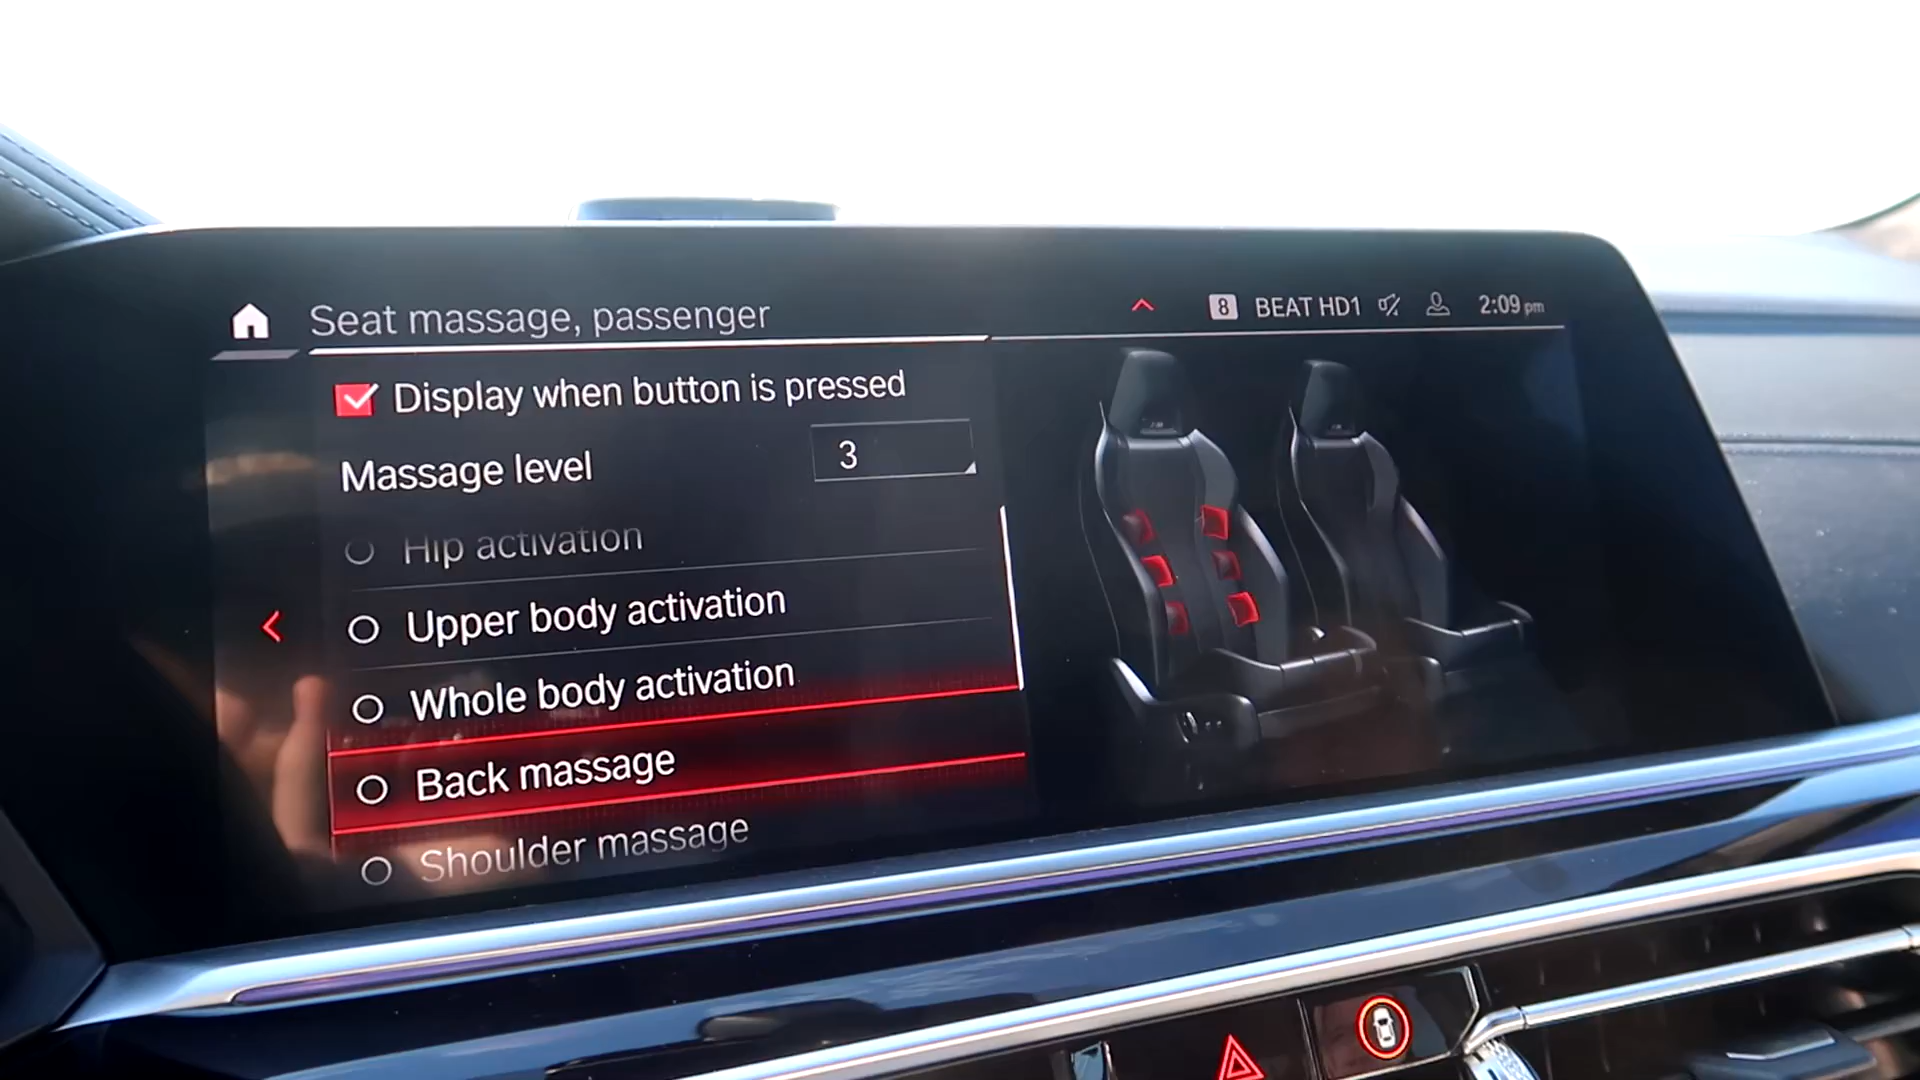 Seat massage, passenger
8 BEAT HD1 2:09 pm
Display when button is pressed
Massage level 3
Hip activation
Upper body activation
Whole body activation
Back massage
Shoulder massage